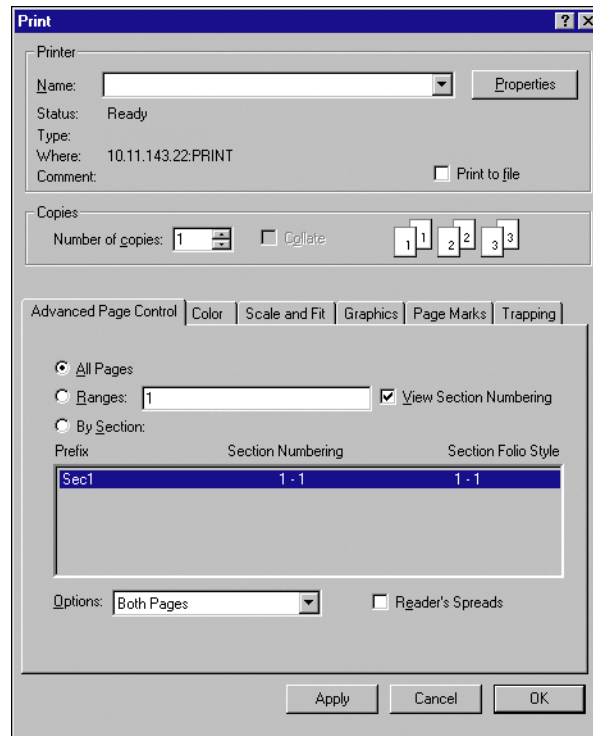 Print
Printer
Name:
Properties
Status: Ready
Type:
Where: 10.11.143.22:PRINT
Comment:
Print to file
Copies
Number of copies: 1
Collate
1 1 2 2 3 3
Advanced Page Control Color Scale and Fit Graphics Page Marks Trapping
All Pages
Ranges: 1 View Section Numbering
By Section:
Prefix Section Numbering Section Folio Style
Sec1 1 - 1 1 - 1
Options: Both Pages Reader's Spreads
Apply Cancel OK